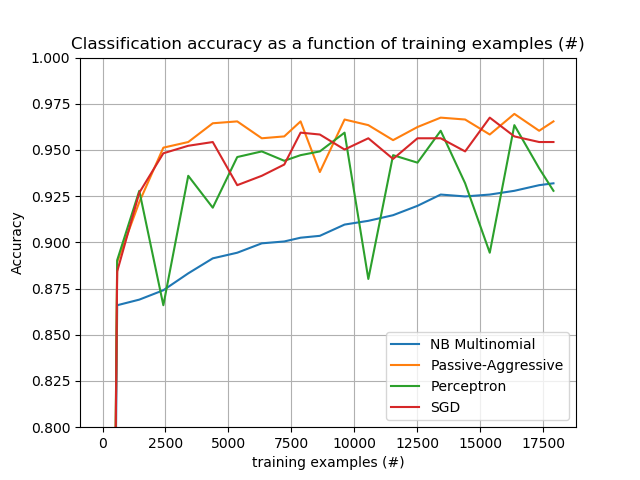 Classification accuracy as a function of training examples (#)
1.000
0.975
0.950
0.925
0.900
0.875
0.850
0.825
0.800
Accuracy
NB Multinomial
Passive-Aggressive
Perceptron
SGD
0 2500 5000 7500 10000 12500 15000 17500
training examples (#)